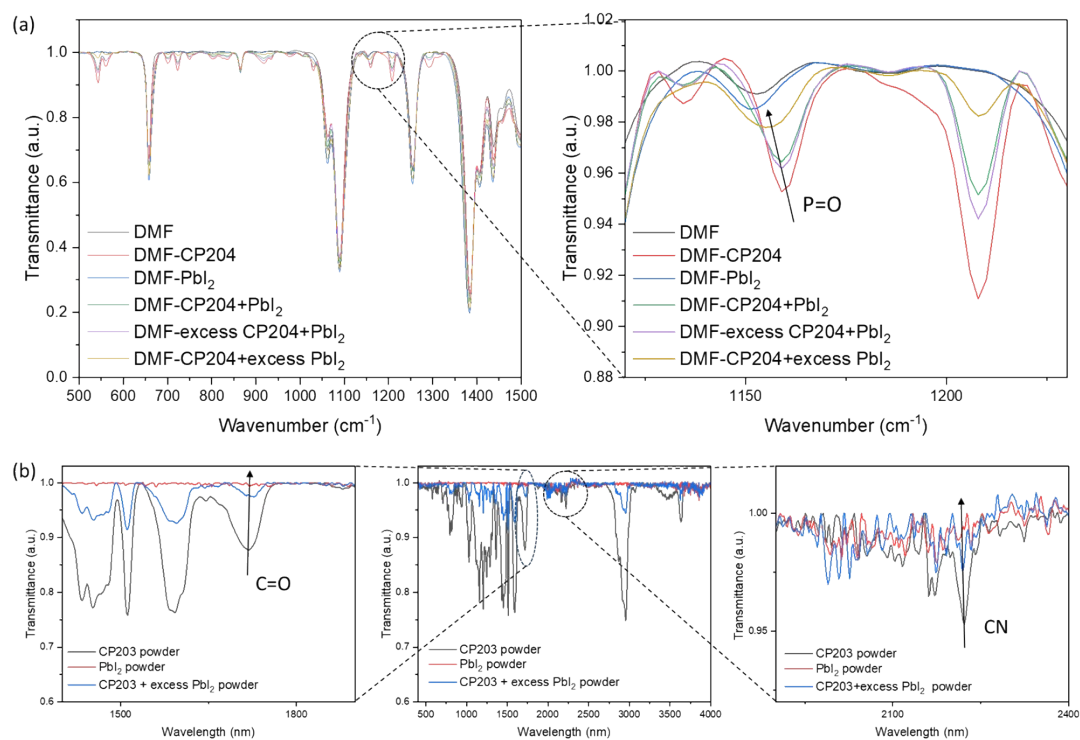 (a)
1.0
0.8
0.6
0.4
0.2
0.0
Transmittance (a.u.)
DMF
DMF-CP204
DMF-PbI₂
DMF-CP204+PbI₂
DMF-excess CP204+PbI₂
DMF-CP204+excess PbI₂
500 600 700 800 900 1000 1100 1200 1300 1400 1500
Wavenumber (cm⁻¹)
1.02
1.00
0.98
0.96
0.94
0.92
0.90
0.88
Transmittance (a.u.)
P=O
DMF
DMF-CP204
DMF-PbI₂
DMF-CP204+PbI₂
DMF-excess CP204+PbI₂
DMF-CP204+excess PbI₂
1150 1200
Wavenumber (cm⁻¹)
(b)
1.0
0.9
0.8
0.7
0.6
Transmittance (a.u.)
C=O
CP203 powder
PbI₂ powder
CP203 + excess PbI₂ powder
1500 1800
Wavelength (nm)
1.0
0.9
0.8
0.7
0.6
Transmittance (a.u.)
CP203 powder
PbI₂ powder
CP203 + excess PbI₂ powder
500 1000 1500 2000 2500 3000 3500 4000
Wavelength (nm)
1.00
0.95
Transmittance (a.u.)
CN
CP203 powder
PbI₂ powder
CP203+excess PbI₂ powder
2100 2400
Wavelength (nm)